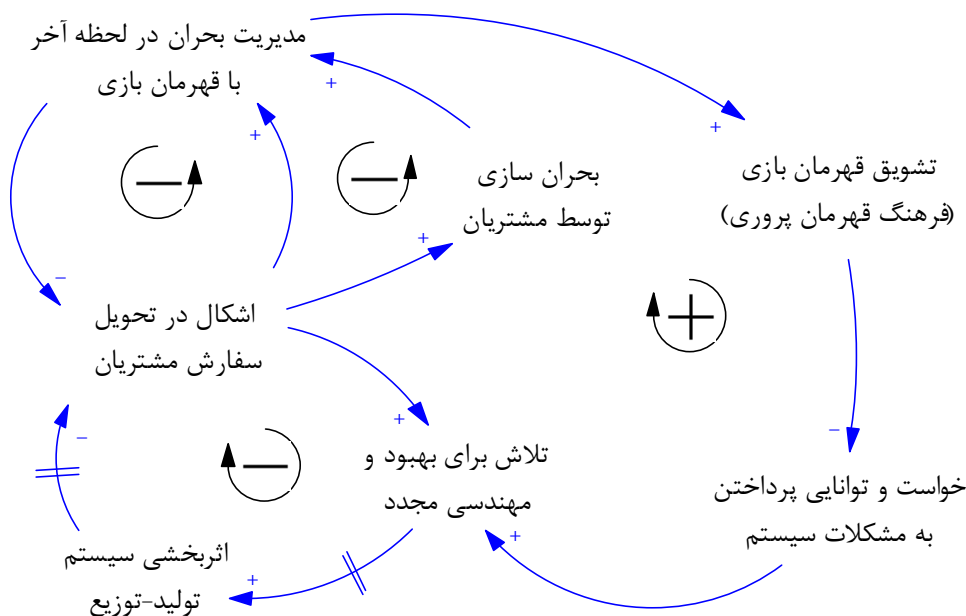 مدیریت بحران در لحظه آخر
با قهرمان بازی
+
+
+
بحران سازی
توسط مشتریان
تشویق قهرمان بازی
(فرهنگ قهرمان پروری)
–
–
+
–
+
–
اشکال در تحویل
سفارش مشتریان
+
–
–
+
–
تلاش برای بهبود و
مهندسی مجدد
خواست و توانایی پرداختن
به مشکلات سیستم
+
اثربخشی سیستم
تولید-توزیع
+